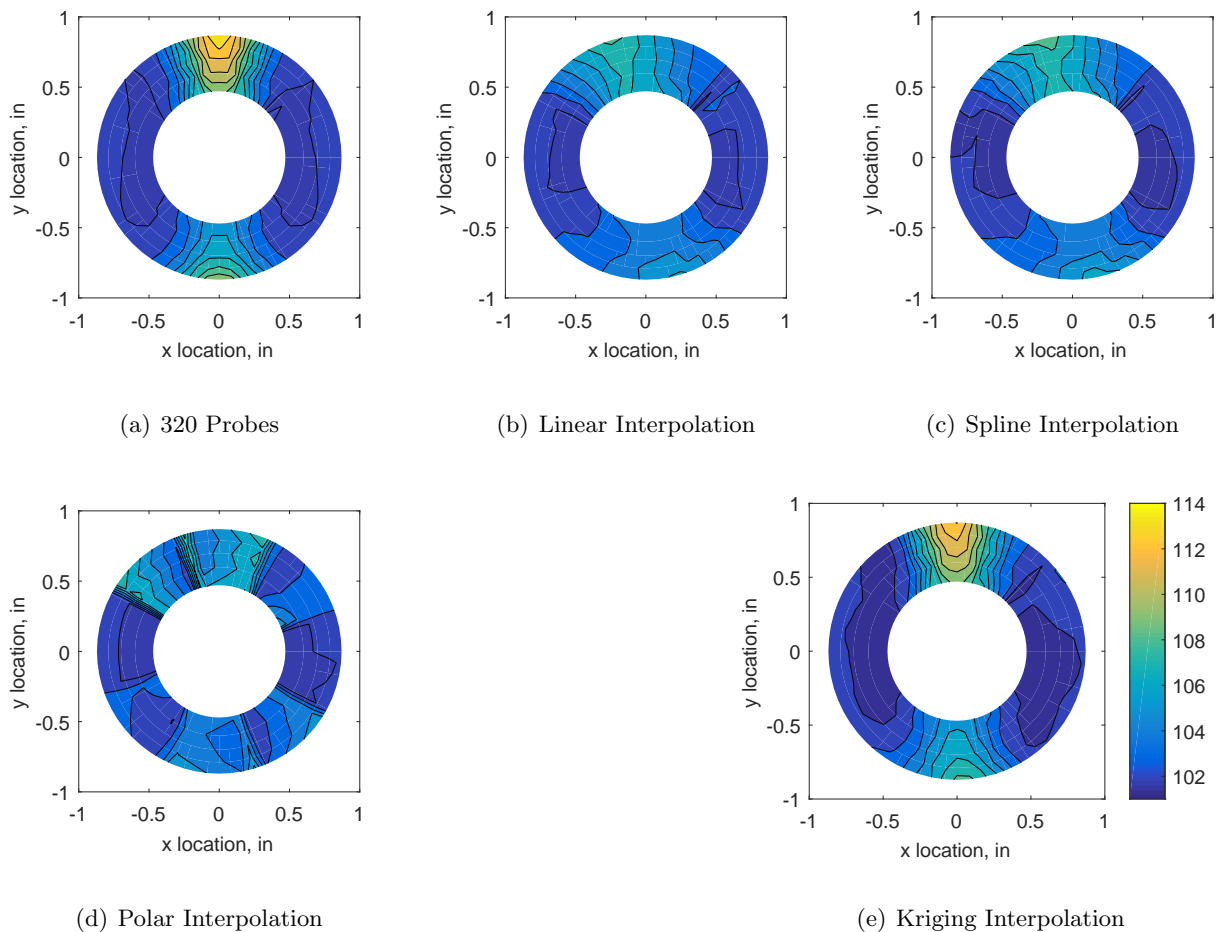 1
0.5
0
-0.5
-1
y location, in
-1 -0.5 0 0.5 1
x location, in
(a) 320 Probes
1
0.5
0
-0.5
-1
y location, in
-1 -0.5 0 0.5 1
x location, in
(b) Linear Interpolation
1
0.5
0
-0.5
-1
y location, in
-1 -0.5 0 0.5 1
x location, in
(c) Spline Interpolation
1
0.5
0
-0.5
-1
y location, in
-1 -0.5 0 0.5 1
x location, in
(d) Polar Interpolation
1
0.5
0
-0.5
-1
y location, in
-1 -0.5 0 0.5 1
x location, in
114
112
110
108
106
104
102
(e) Kriging Interpolation